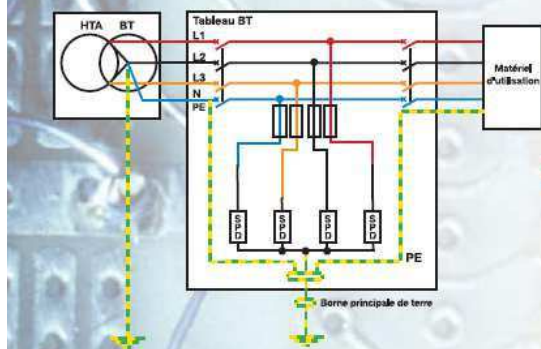 HTA BT
Tableau BT
L1
L2
L3
N
PE
Matériel
d'utilisation
SPD
SPD
SPD
SPD
PE
Borne principale de terre